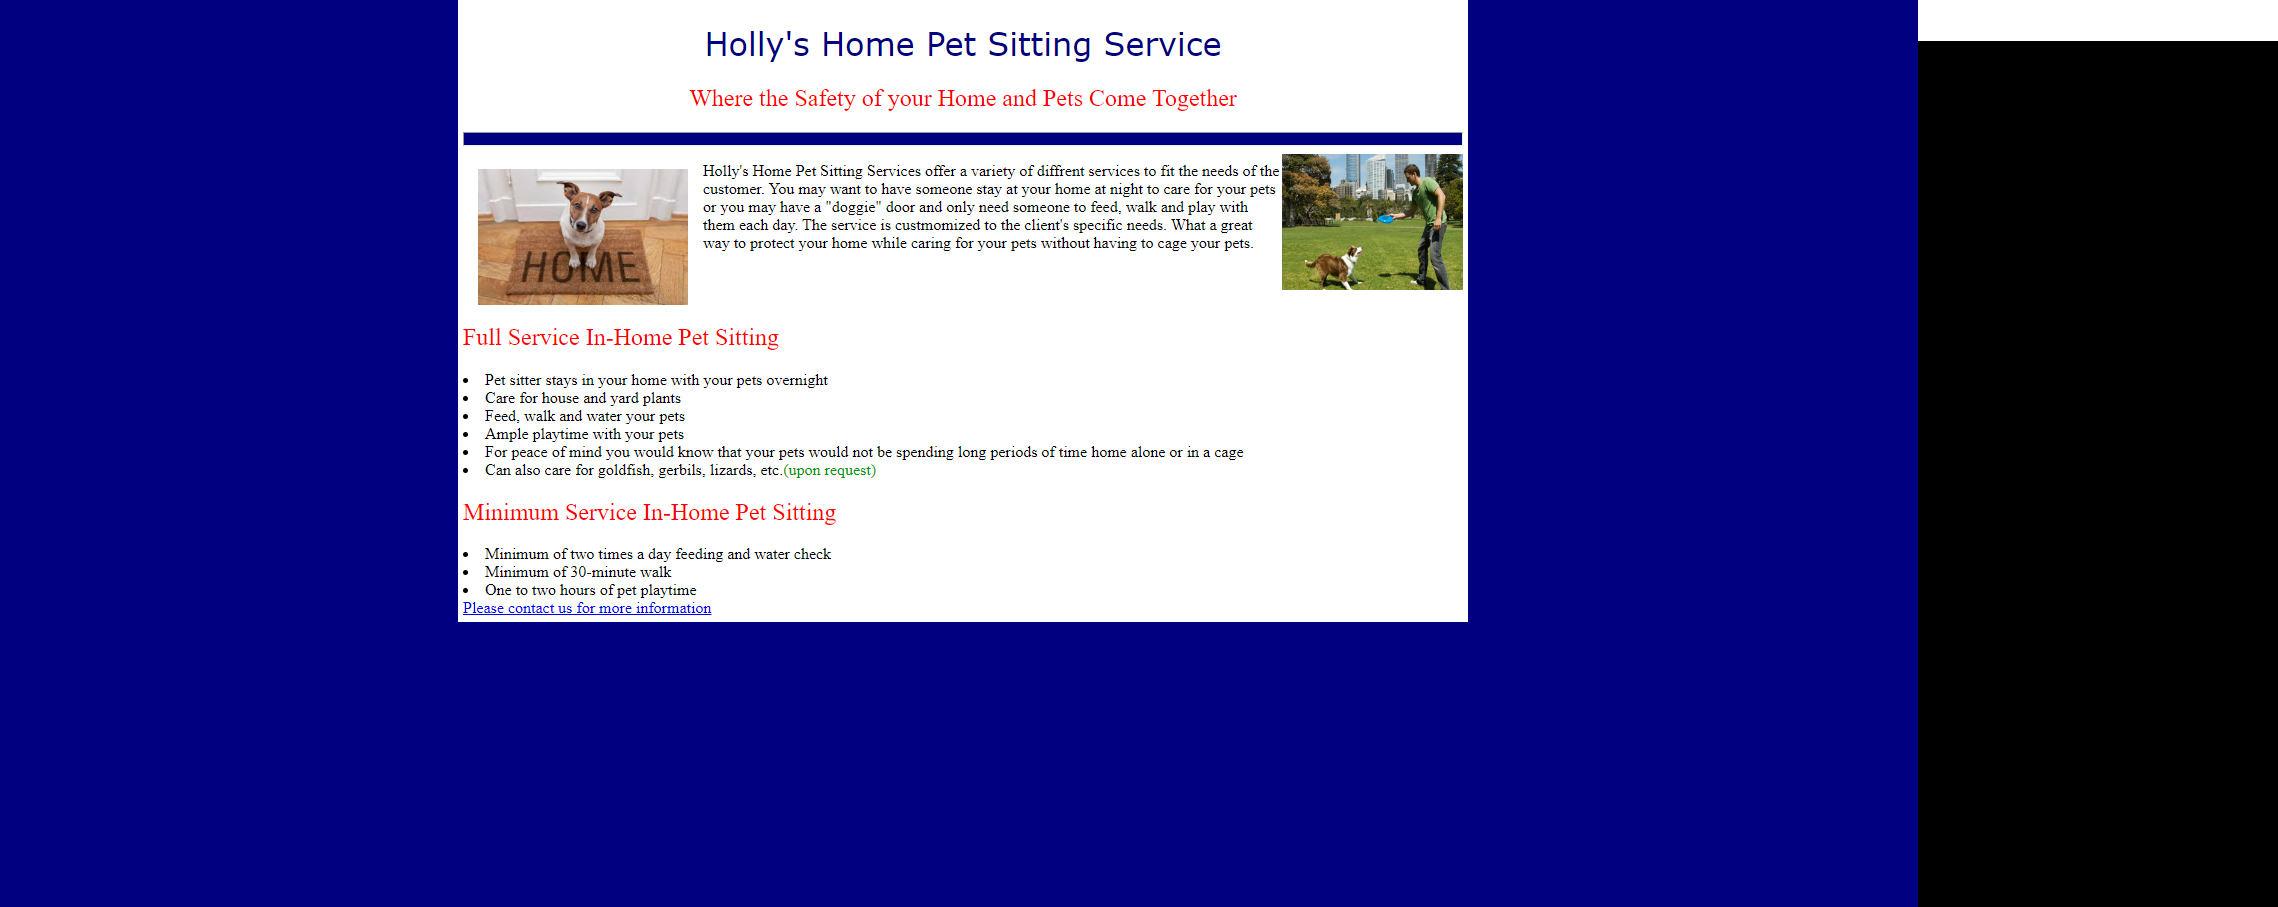 Holly's Home Pet Sitting Service
Where the Safety of your Home and Pets Come Together
HOME
Holly's Home Pet Sitting Services offer a variety of diffrent services to fit the needs of the
customer. You may want to have someone stay at your home at night to care for your pets
or you may have a "doggie" door and only need someone to feed, walk and play with
them each day. The service is custmomized to the client's specific needs. What a great
way to protect your home while caring for your pets without having to cage your pets.
Full Service In-Home Pet Sitting
• Pet sitter stays in your home with your pets overnight
• Care for house and yard plants
• Feed, walk and water your pets
• Ample playtime with your pets
• For peace of mind you would know that your pets would not be spending long periods of time home alone or in a cage
• Can also care for goldfish, gerbils, lizards, etc.(upon request)
Minimum Service In-Home Pet Sitting
• Minimum of two times a day feeding and water check
• Minimum of 30-minute walk
• One to two hours of pet playtime
Please contact us for more information